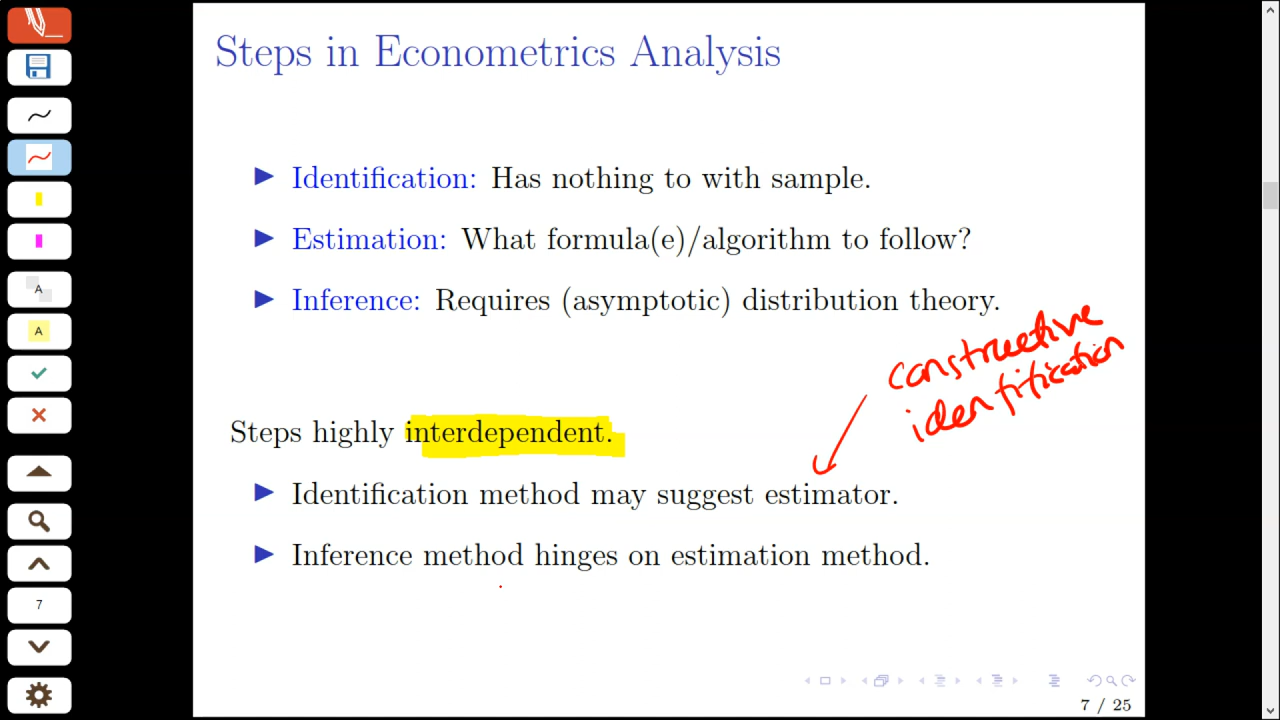 Steps in Econometrics Analysis
Identification: Has nothing to with sample.
Estimation: What formula(e)/algorithm to follow?
Inference: Requires (asymptotic) distribution theory.
constructive
identification
Steps highly interdependent.
Identification method may suggest estimator.
Inference method hinges on estimation method.
A
A
7
7 / 25